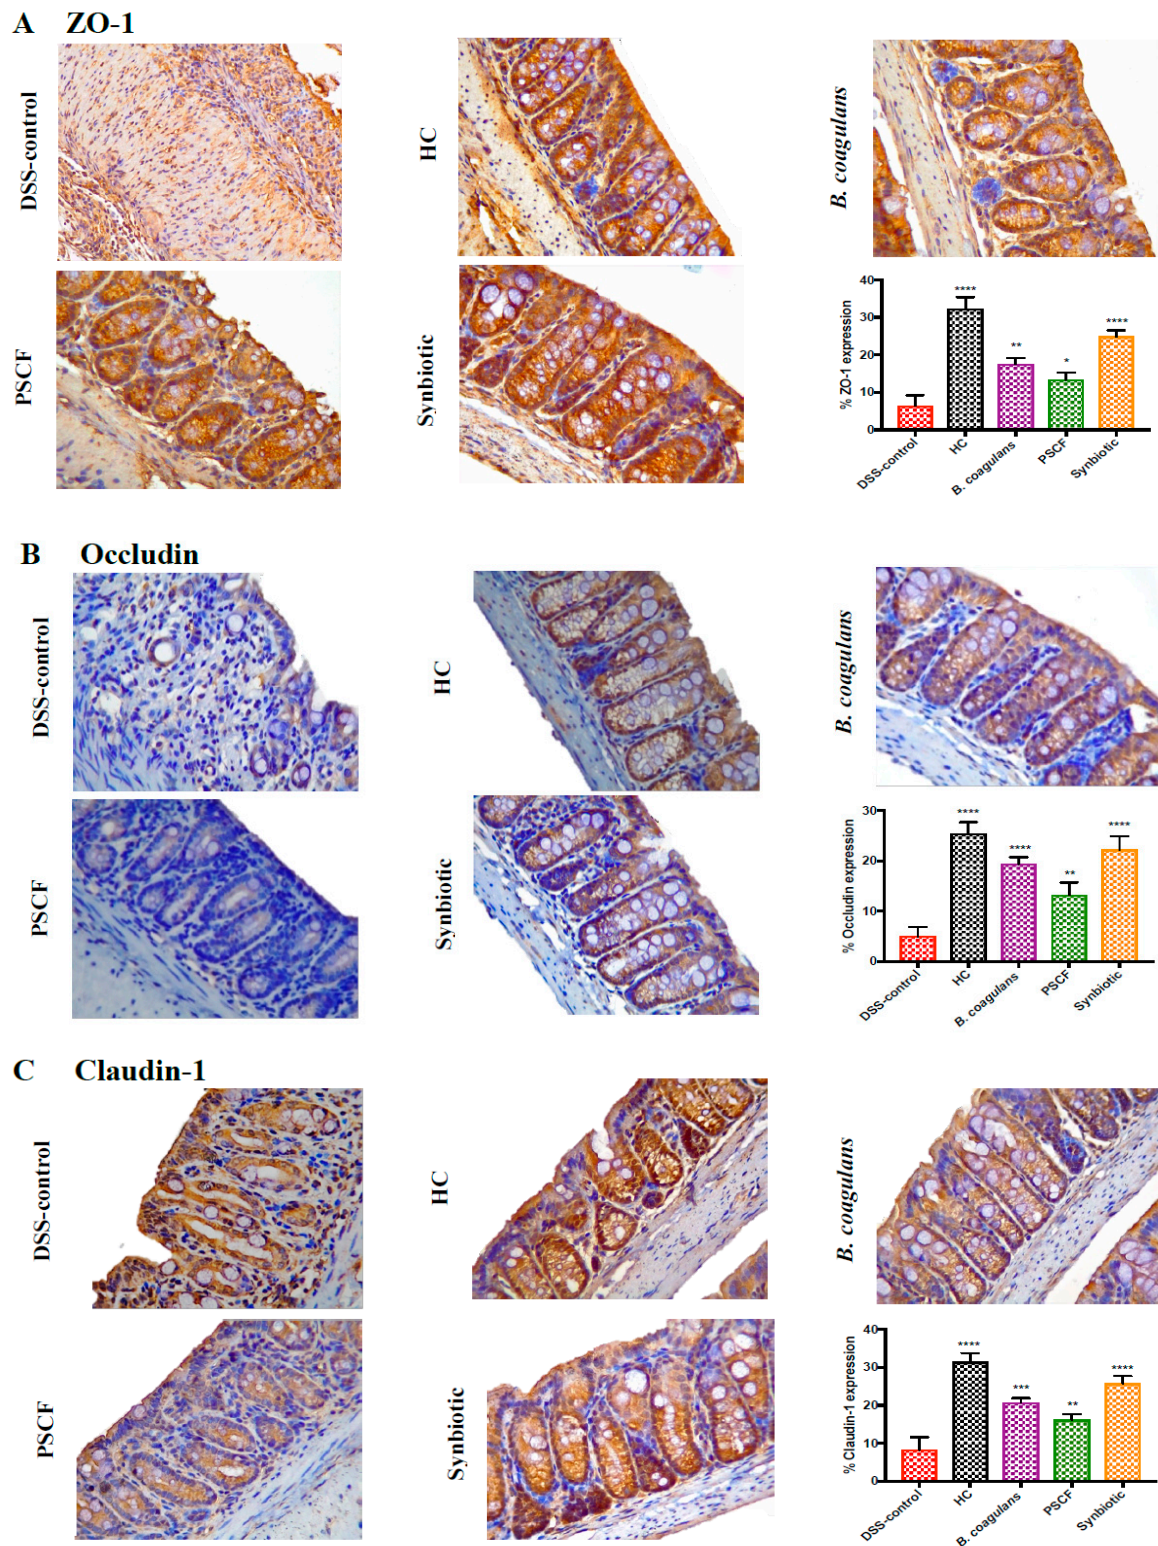 A ZO-1
DSS-control
HC
B. coagulans
PSCF
Synbiotic
% ZO-1 expression
40
30
20
10
0
****
**
*
****
DSS-control
HC
B. coagulans
PSCF
Synbiotic
B Occludin
DSS-control
HC
B. coagulans
PSCF
Synbiotic
% Occludin expression
30
20
10
0
****
****
**
****
DSS-control
HC
B. coagulans
PSCF
Synbiotic
C Claudin-1
DSS-control
HC
B. coagulans
PSCF
Synbiotic
% Claudin-1 expression
40
30
20
10
0
****
***
**
****
DSS-control
HC
B. coagulans
PSCF
Synbiotic